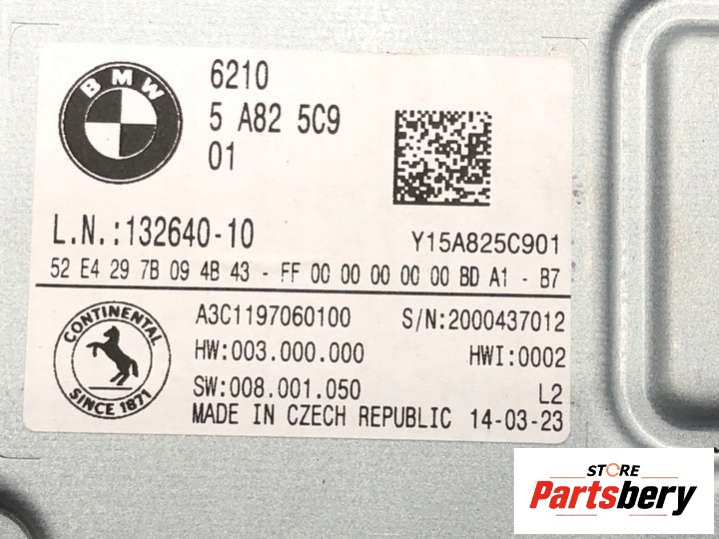 BMW
6210
5 A82 5C9
01
L.N.:132640-10
Y15A825C901
52 E4 29 7B 09 4B 43 - FF 00 00 00 00 00 BD A1 - B7
CONTINENTAL
SINCE 1871
A3C1197060100 S/N:2000437012
HW:003.000.000 HWI:0002
SW:008.001.050 L2
MADE IN CZECH REPUBLIC 14-03-23
STORE
Partsbery